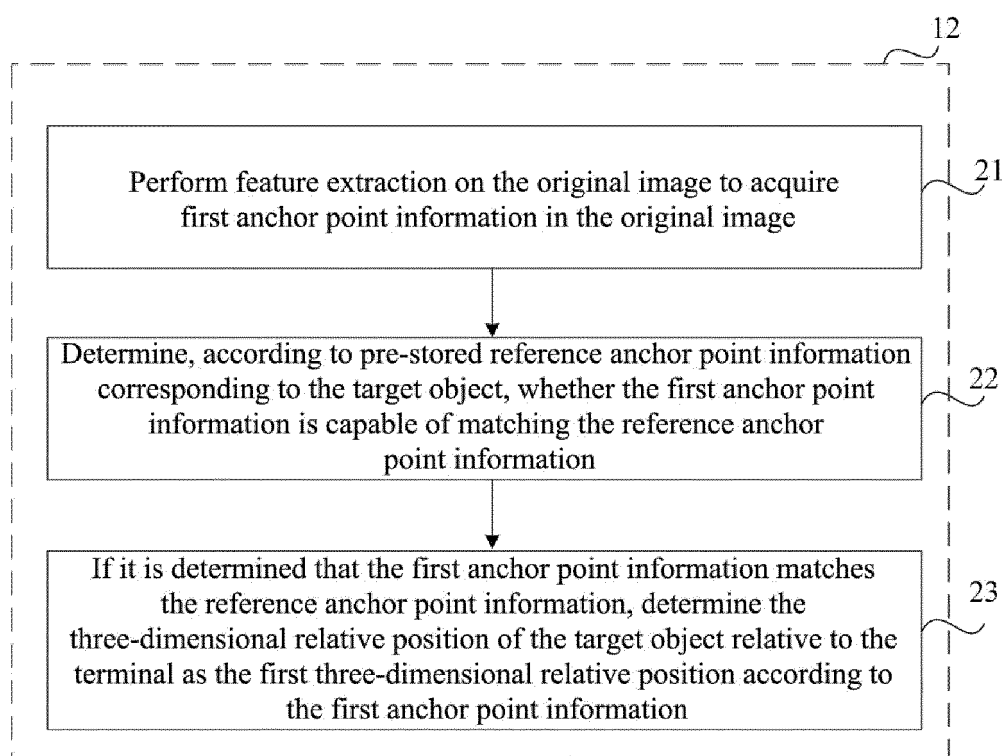 12
Perform feature extraction on the original image to acquire
first anchor point information in the original image
21
Determine, according to pre-stored reference anchor point information
corresponding to the target object, whether the first anchor point
information is capable of matching the reference anchor
point information
22
If it is determined that the first anchor point information matches
the reference anchor point information, determine the
three-dimensional relative position of the target object relative to the
terminal as the first three-dimensional relative position according to
the first anchor point information
23